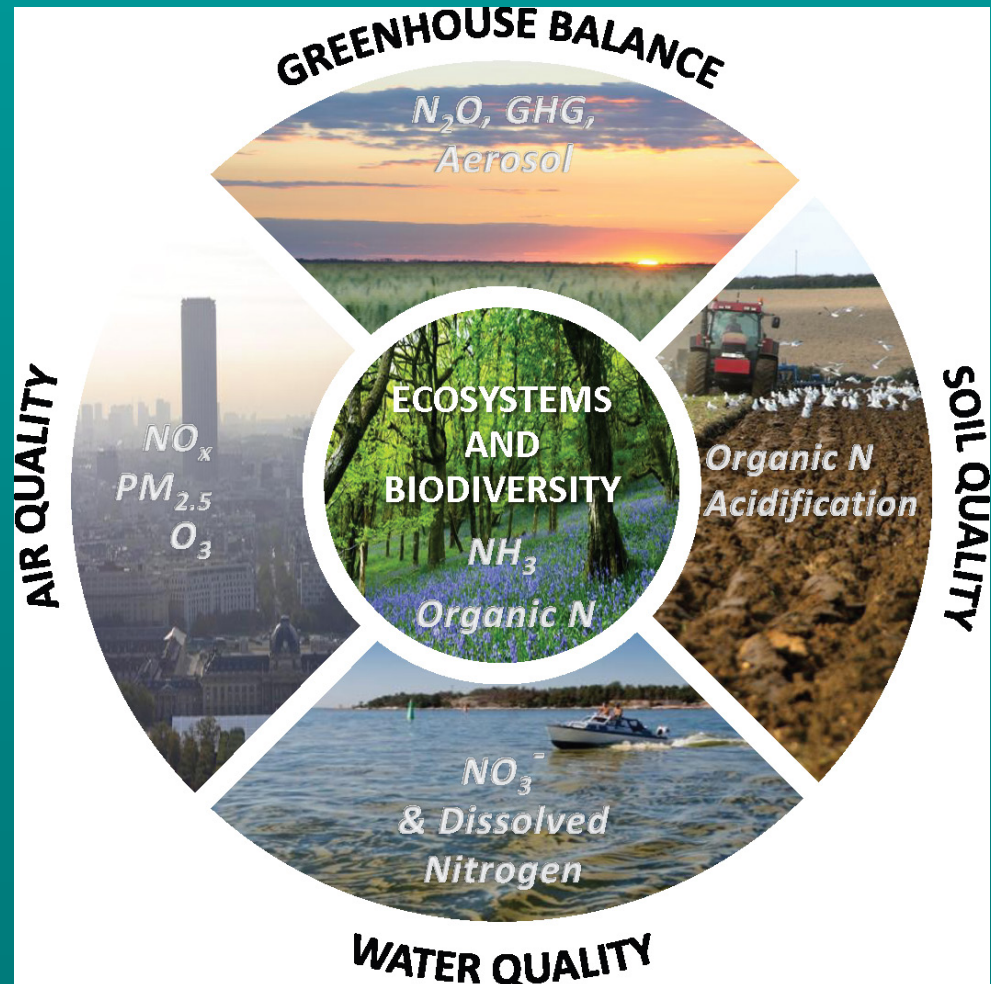 GREENHOUSE BALANCE
N₂O, GHG,
Aerosol
AIR QUALITY
NOₓ
PM₂.₅
O₃
ECOSYSTEMS
AND
BIODIVERSITY
NH₃
Organic N
SOIL QUALITY
Organic N
Acidification
NO₃⁻
& Dissolved
Nitrogen
WATER QUALITY